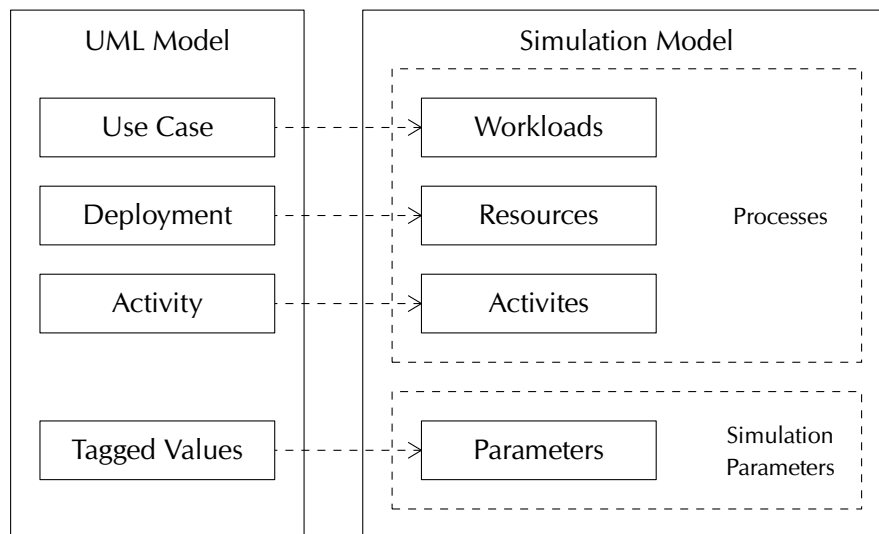 UML Model
Simulation Model
Use Case
Workloads
Deployment
Resources
Processes
Activity
Activites
Tagged Values
Parameters
Simulation
Parameters